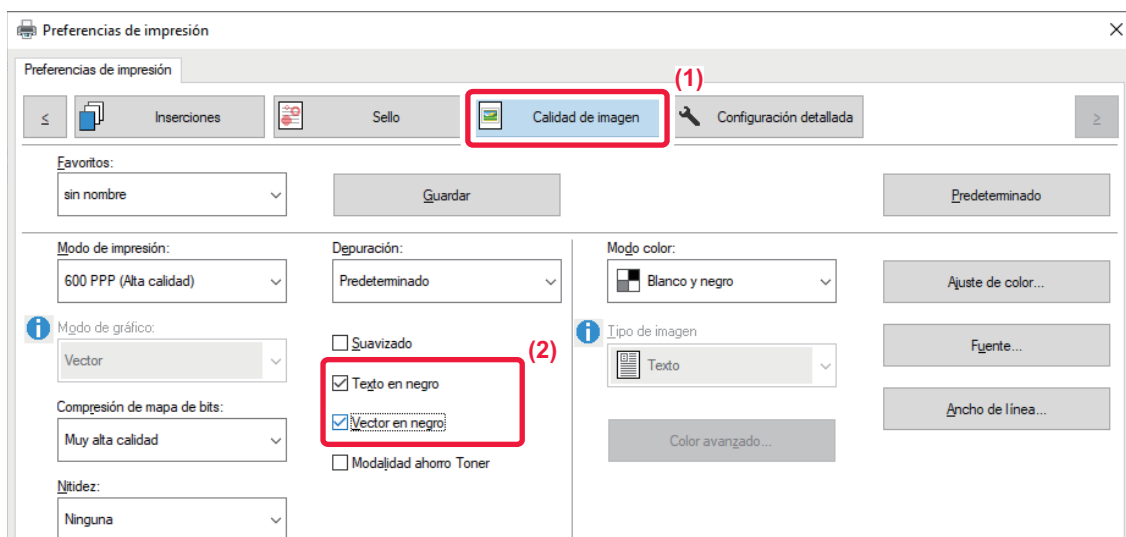 Preferencias de impresión
Preferencias de impresión
(1)
<
Inserciones
Sello
Calidad de imagen
Configuración detallada
>
Favoritos:
sin nombre
Guardar
Predeterminado
Modo de impresión:
600 PPP (Alta calidad)
Depuración:
Predeterminado
Modo color:
Blanco y negro
Ajuste de color...
Modo de gráfico:
Vector
Suavizado
(2)
Tipo de imagen
Texto
Fuente...
Texto en negro
Compresión de mapa de bits:
Muy alta calidad
Vector en negro
Ancho de línea...
Color avanzado...
Modalidad ahorro Toner
Nitidez:
Ninguna